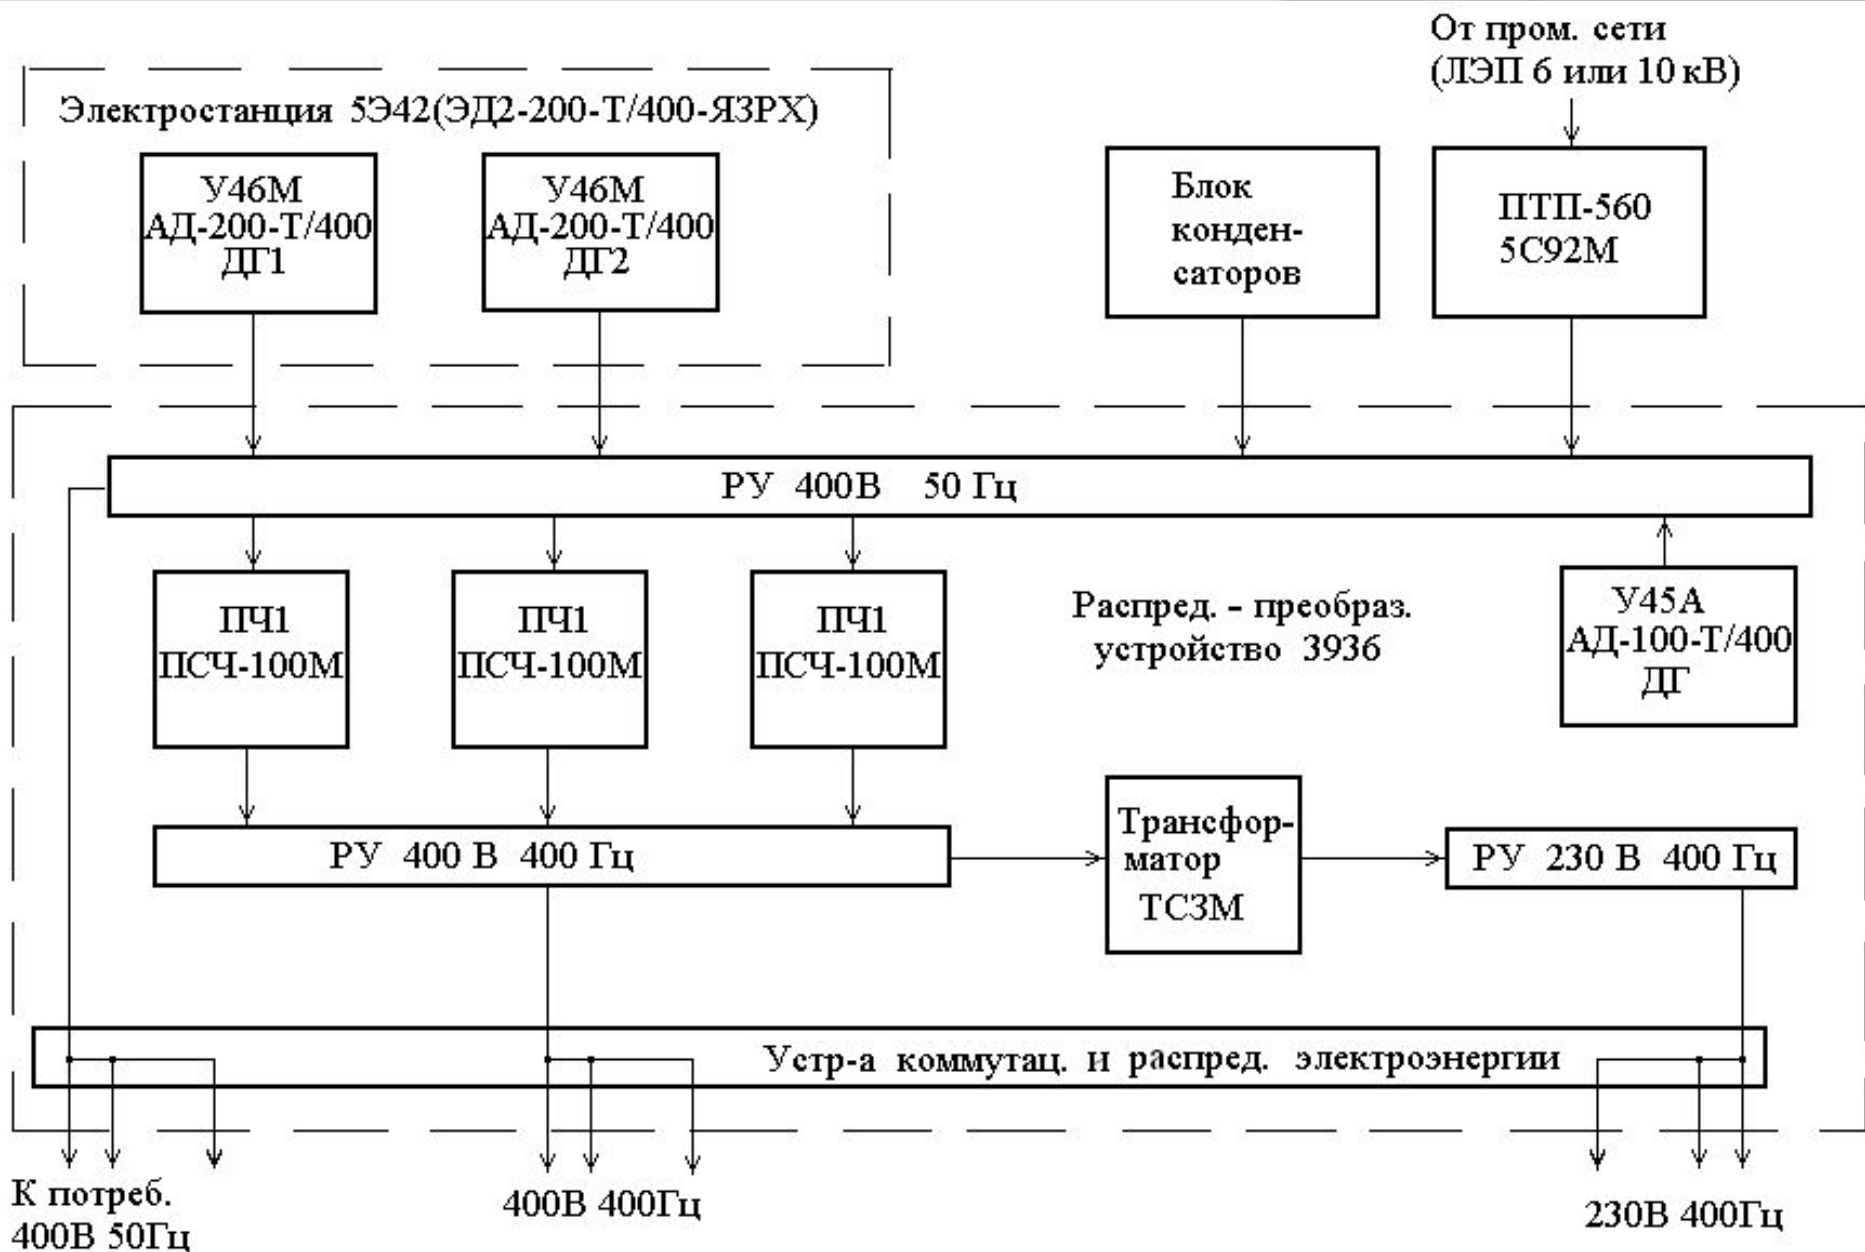 От пром. сети
(ЛЭП 6 или 10 кВ)
Электростанция 5Э42(ЭД2-200-Т/400-ЯЗРХ)
У46М
АД-200-Т/400
ДГ1
У46М
АД-200-Т/400
ДГ2
Блок
конден-
саторов
ПТП-560
5С92М
РУ 400В 50 Гц
ПЧ1
ПСЧ-100М
ПЧ1
ПСЧ-100М
ПЧ1
ПСЧ-100М
Распред. - преобраз.
устройство 3936
У45А
АД-100-Т/400
ДГ
РУ 400 В 400 Гц
Трансфор-
матор
ТСЗМ
РУ 230 В 400 Гц
Устр-а коммутац. и распред. электроэнергии
К потреб.
400В 50Гц
400В 400Гц
230В 400Гц